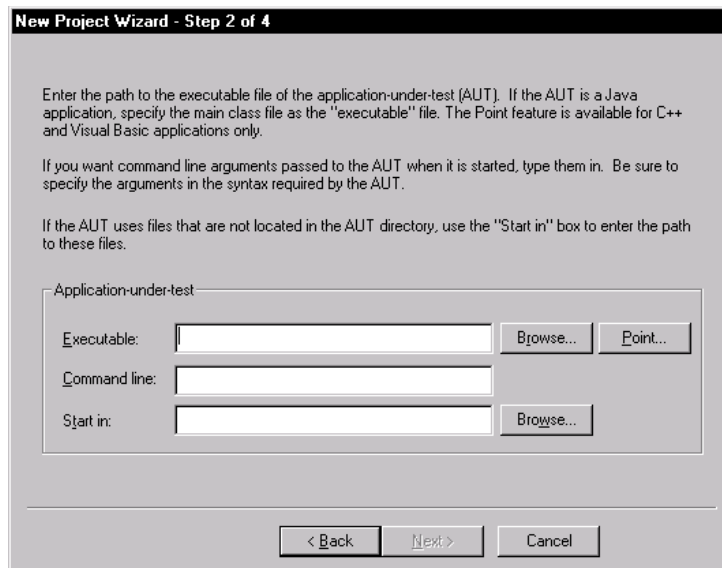 New Project Wizard - Step 2 of 4
Enter the path to the executable file of the application-under-test (AUT).  If the AUT is a Java
application, specify the main class file as the "executable" file. The Point feature is available for C++
and Visual Basic applications only.
If you want command line arguments passed to the AUT when it is started, type them in.  Be sure to
specify the arguments in the syntax required by the AUT.
If the AUT uses files that are not located in the AUT directory, use the "Start in" box to enter the path
to these files.
Application-under-test
Executable: Browse... Point...
Command line:
Start in: Browse...
< Back Next > Cancel